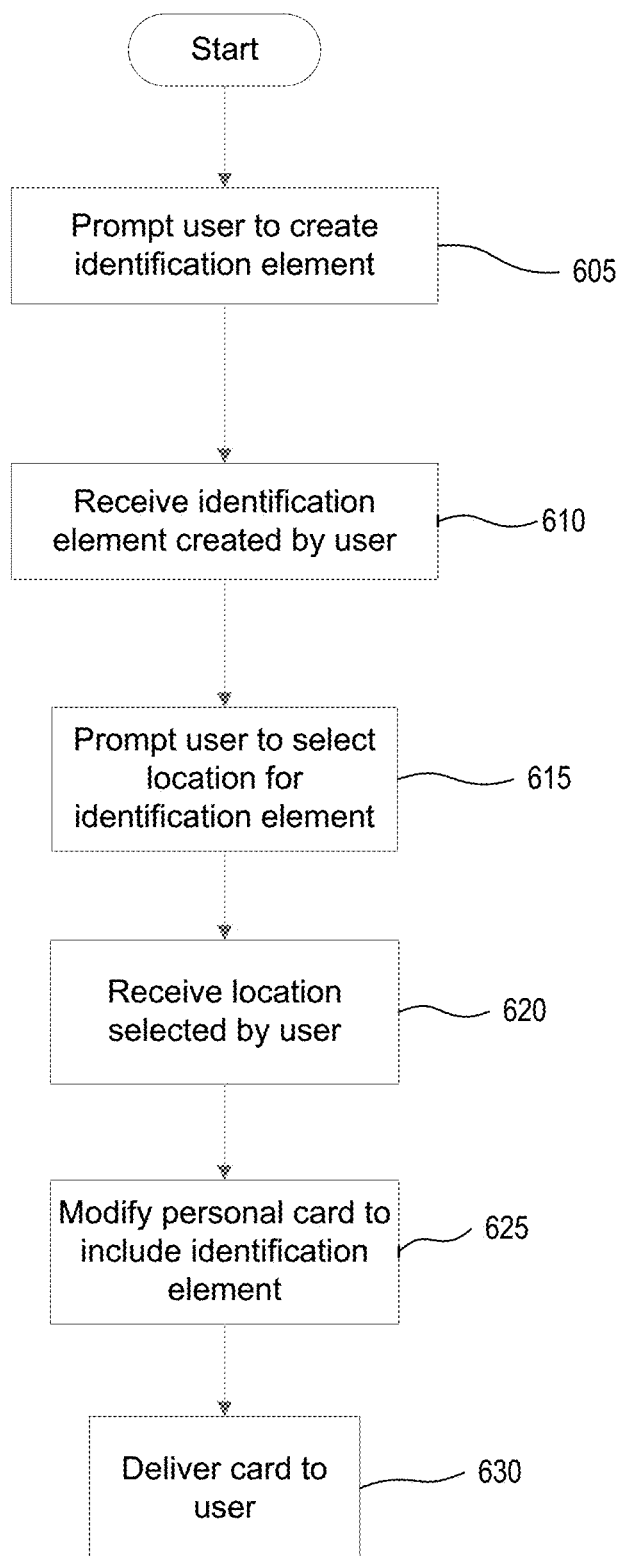 Start
Prompt user to create
identification element
605
Receive identification
element created by user
610
Prompt user to select
location for
identification element
615
Receive location
selected by user
620
Modify personal card to
include identification
element
625
Deliver card to
user
630